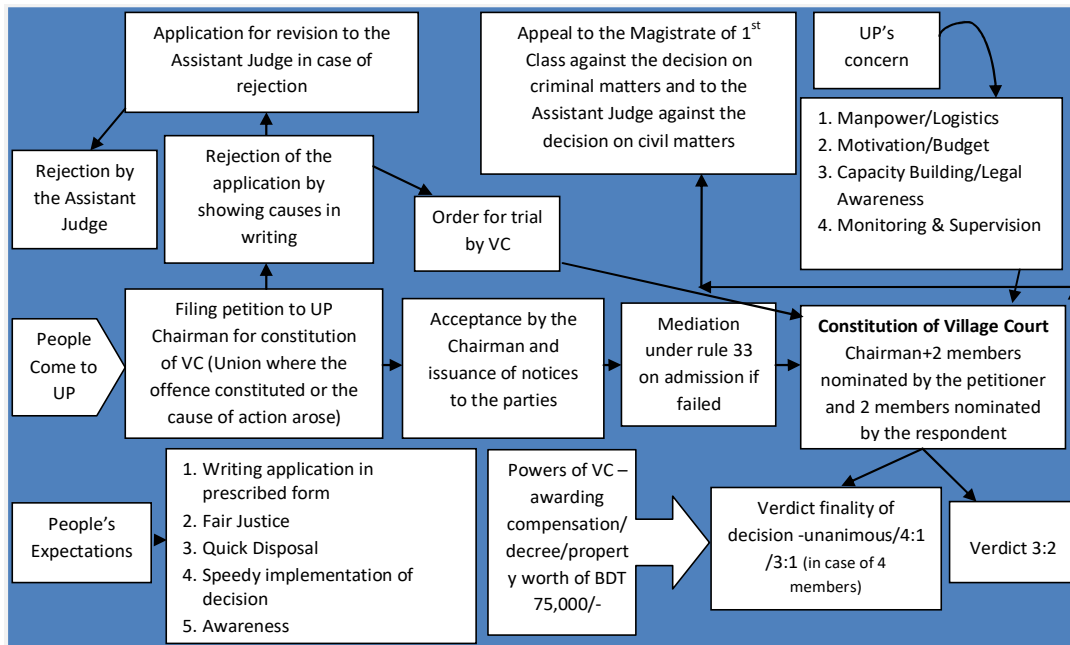 Application for revision to the
Assistant Judge in case of
rejection
Appeal to the Magistrate of 1st
Class against the decision on
criminal matters and to the
Assistant Judge against the
decision on civil matters
UP's
concern
Rejection by
the Assistant
Judge
Rejection of the
application by
showing causes in
writing
Order for trial
by VC
1. Manpower/Logistics
2. Motivation/Budget
3. Capacity Building/Legal
Awareness
4. Monitoring & Supervision
People
Come to
UP
Filing petition to UP
Chairman for constitution
of VC (Union where the
offence constituted or the
cause of action arose)
Acceptance by the
Chairman and
issuance of notices
to the parties
Mediation
under rule 33
on admission if
failed
Constitution of Village Court
Chairman+2 members
nominated by the petitioner
and 2 members nominated
by the respondent
People's
Expectations
1. Writing application in
prescribed form
2. Fair Justice
3. Quick Disposal
4. Speedy implementation of
decision
5. Awareness
Powers of VC –
awarding
compensation/
decree/propert
y worth of BDT
75,000/-
Verdict finality of
decision -unanimous/4:1
/3:1 (in case of 4
members)
Verdict 3:2